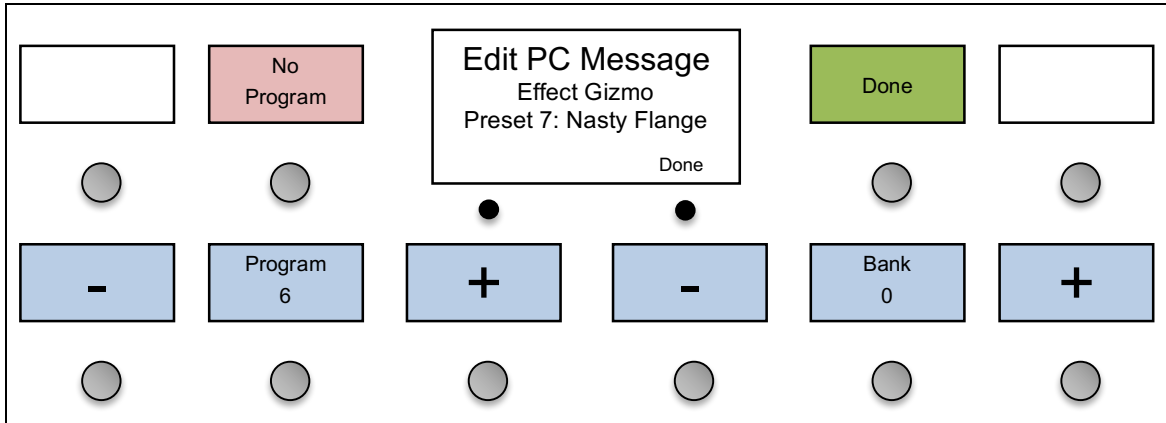 No
Program
Edit PC Message
Effect Gizmo
Preset 7: Nasty Flange
Done
Done
-
Program
6
+
-
Bank
0
+